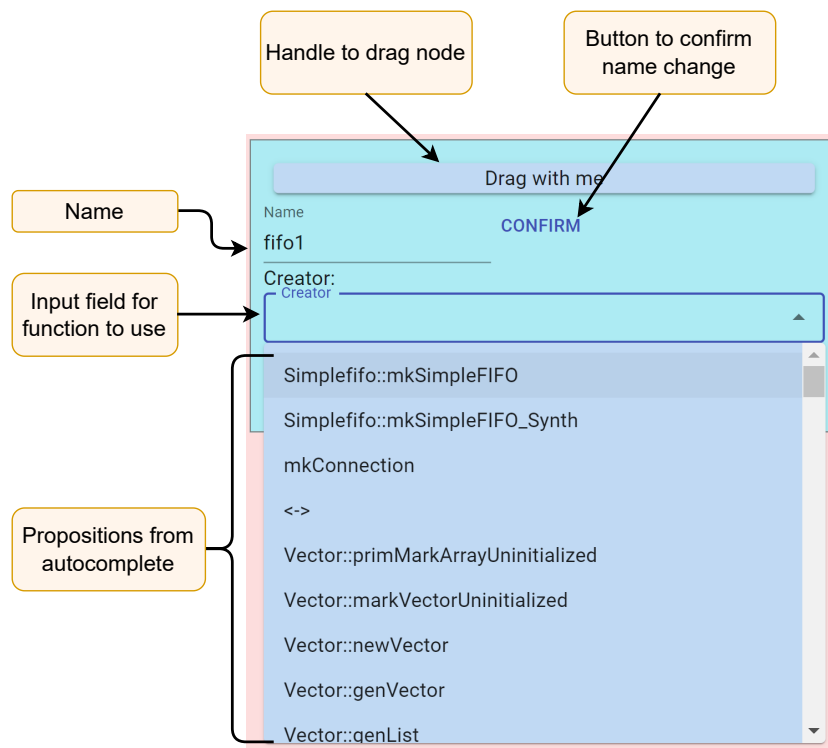 Handle to drag node
Button to confirm
name change
Drag with me
Name
Name
CONFIRM
fifo1
Creator:
Creator
Input field for
function to use
Simplefifo::mkSimpleFIFO
Simplefifo::mkSimpleFIFO_Synth
mkConnection
<->
Propositions from
autocomplete
Vector::primMarkArrayUninitialized
Vector::markVectorUninitialized
Vector::newVector
Vector::genVector
Vector::genList